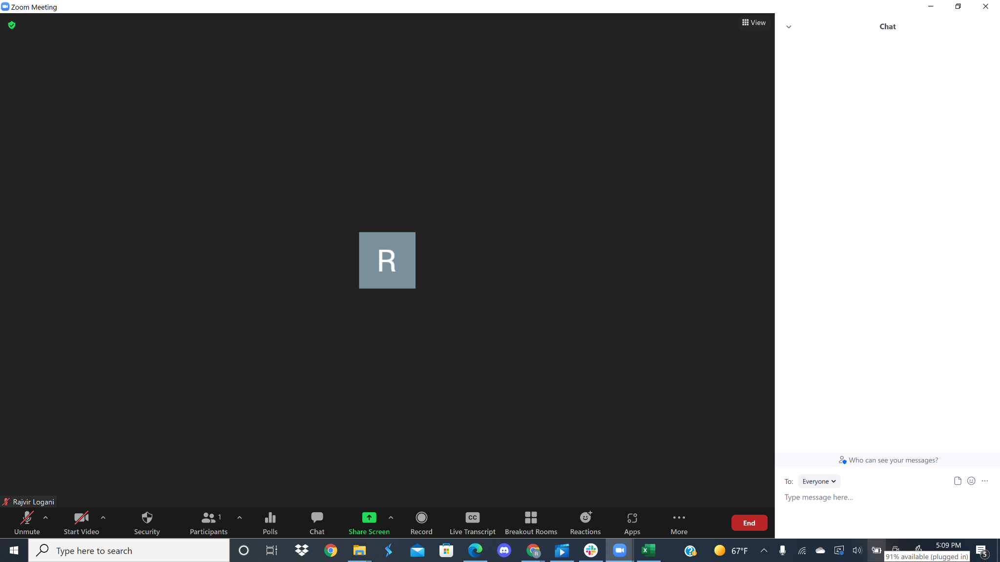 Zoom Meeting
View
Chat
R
Who can see your messages?
To: Everyone
Type message here...
Rajvir Logani
1
Unmute
Start Video
Security
Participants
Polls
Chat
Share Screen
Record
CC
Live Transcript
Breakout Rooms
Reactions
Apps
More
End
Type here to search
R
X
67°F
5:09 PM
91% available (plugged in)
5